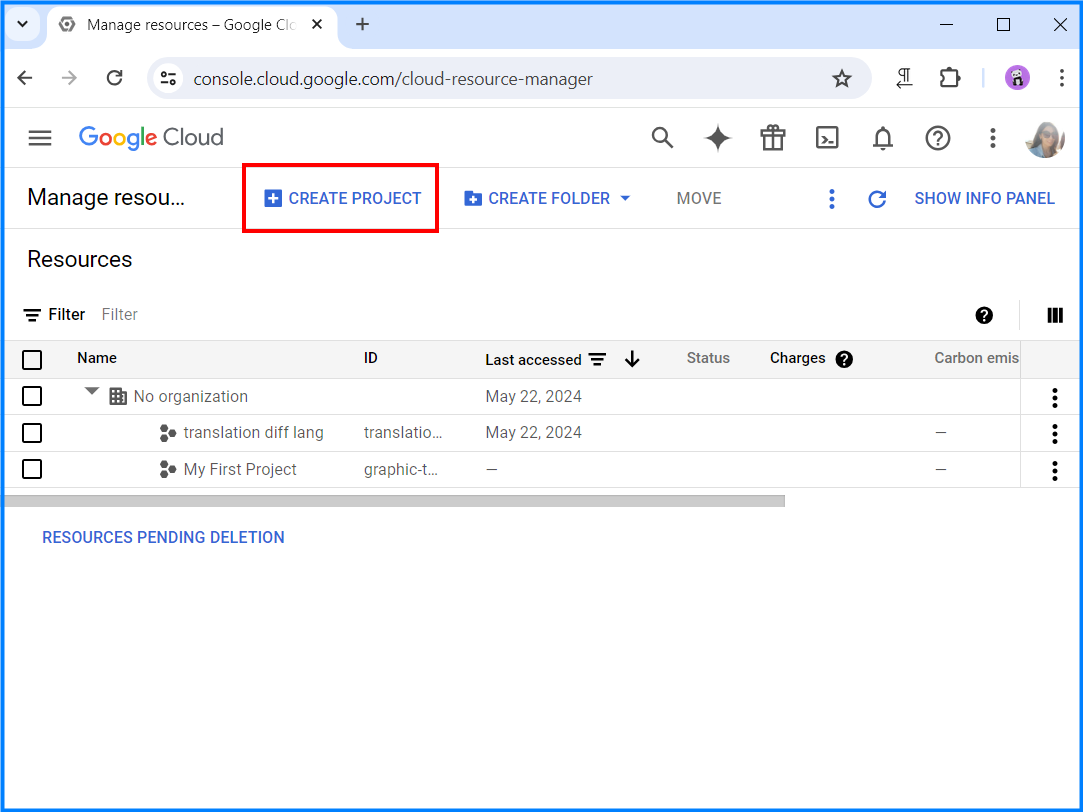 Manage resources – Google Clo
console.cloud.google.com/cloud-resource-manager
Google Cloud
Manage resou... CREATE PROJECT CREATE FOLDER MOVE SHOW INFO PANEL
Resources
Filter Filter
Name ID Last accessed Status Charges Carbon emis
No organization May 22, 2024
translation diff lang translatio... May 22, 2024 —
My First Project graphic-t... — —
RESOURCES PENDING DELETION